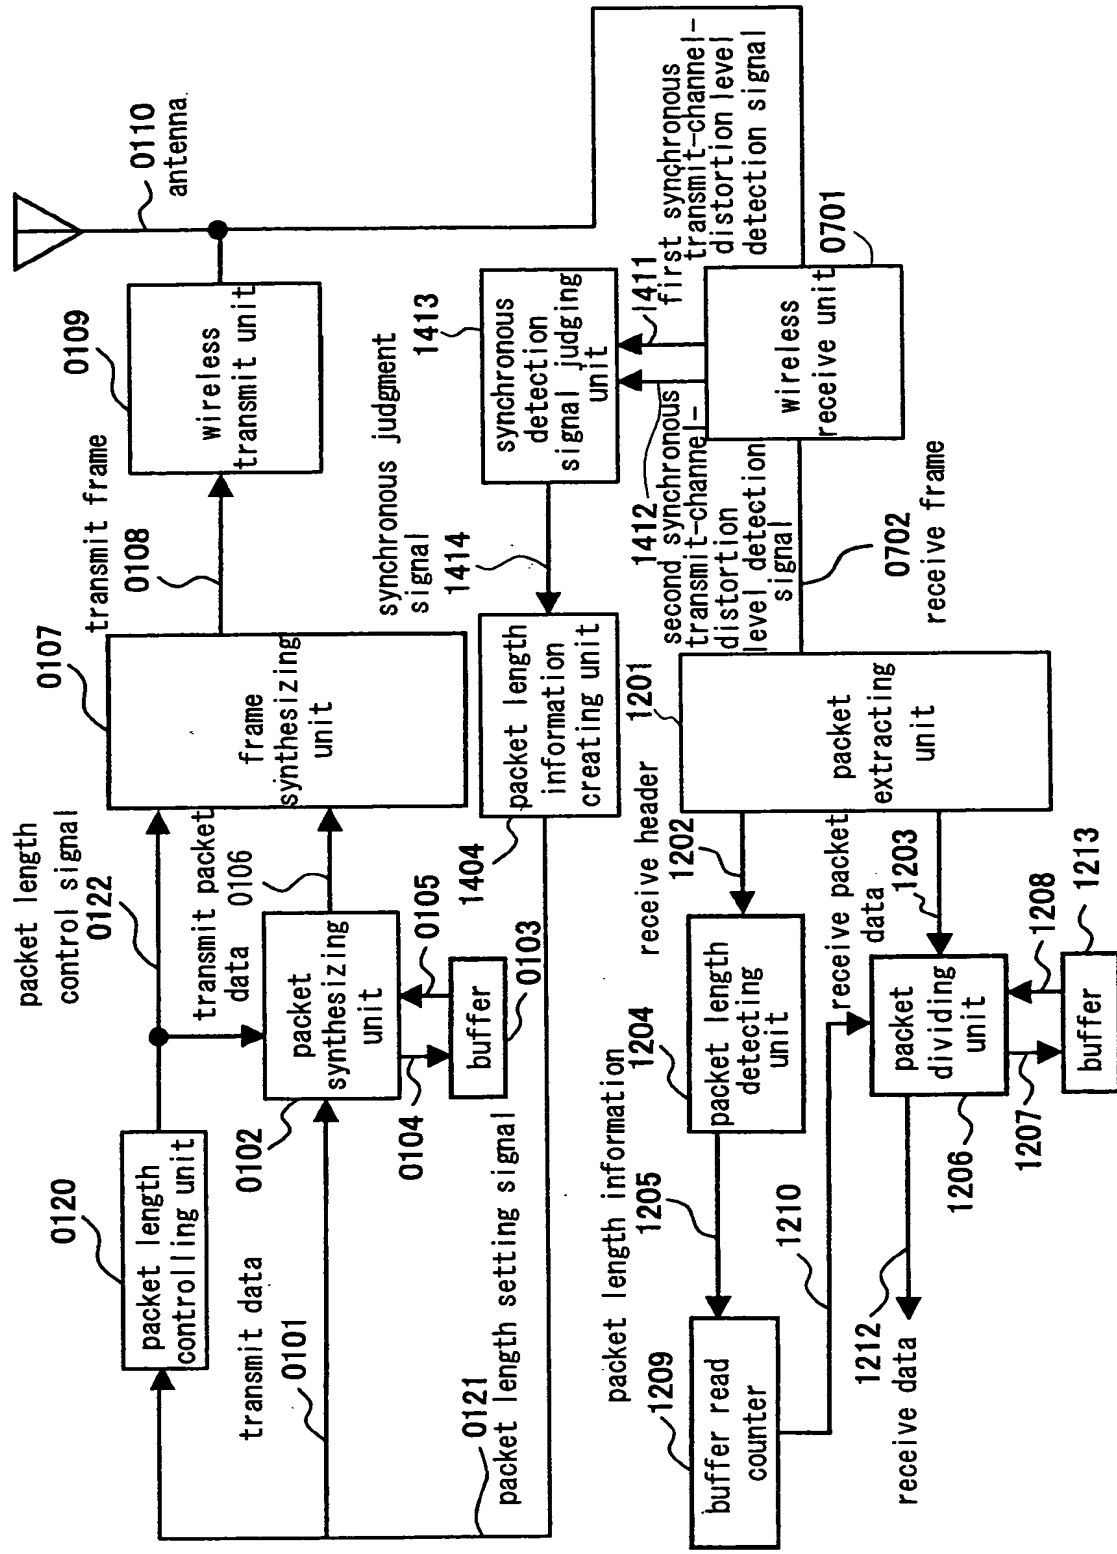 0120
packet length
controlling unit
packet length
control signal
0122
transmit data
0101
0102
packet
synthesizing
unit
transmit packet
data
0106
0104
0105
buffer
0103
0107
frame
synthesizing
unit
transmit frame
0108
0109
wireless
transmit unit
0110
antenna
0121
packet length setting signal
1404
packet length
information
creating unit
synchronous judgment
signal
1414
1413
synchronous
detection
signal judging
unit
1411
first synchronous
transmit-channel-
distortion level
detection signal
1412
second synchronous
transmit-channel-
distortion
level detection
signal
0701
wireless
receive unit
0702
receive frame
1201
packet
extracting
unit
receive header
1202
1204
packet length
detecting
unit
packet length information
1205
1209
buffer read
counter
1210
receive packet
data
1203
packet
dividing
unit
1206
1207
1208
1213
buffer
1212
receive data